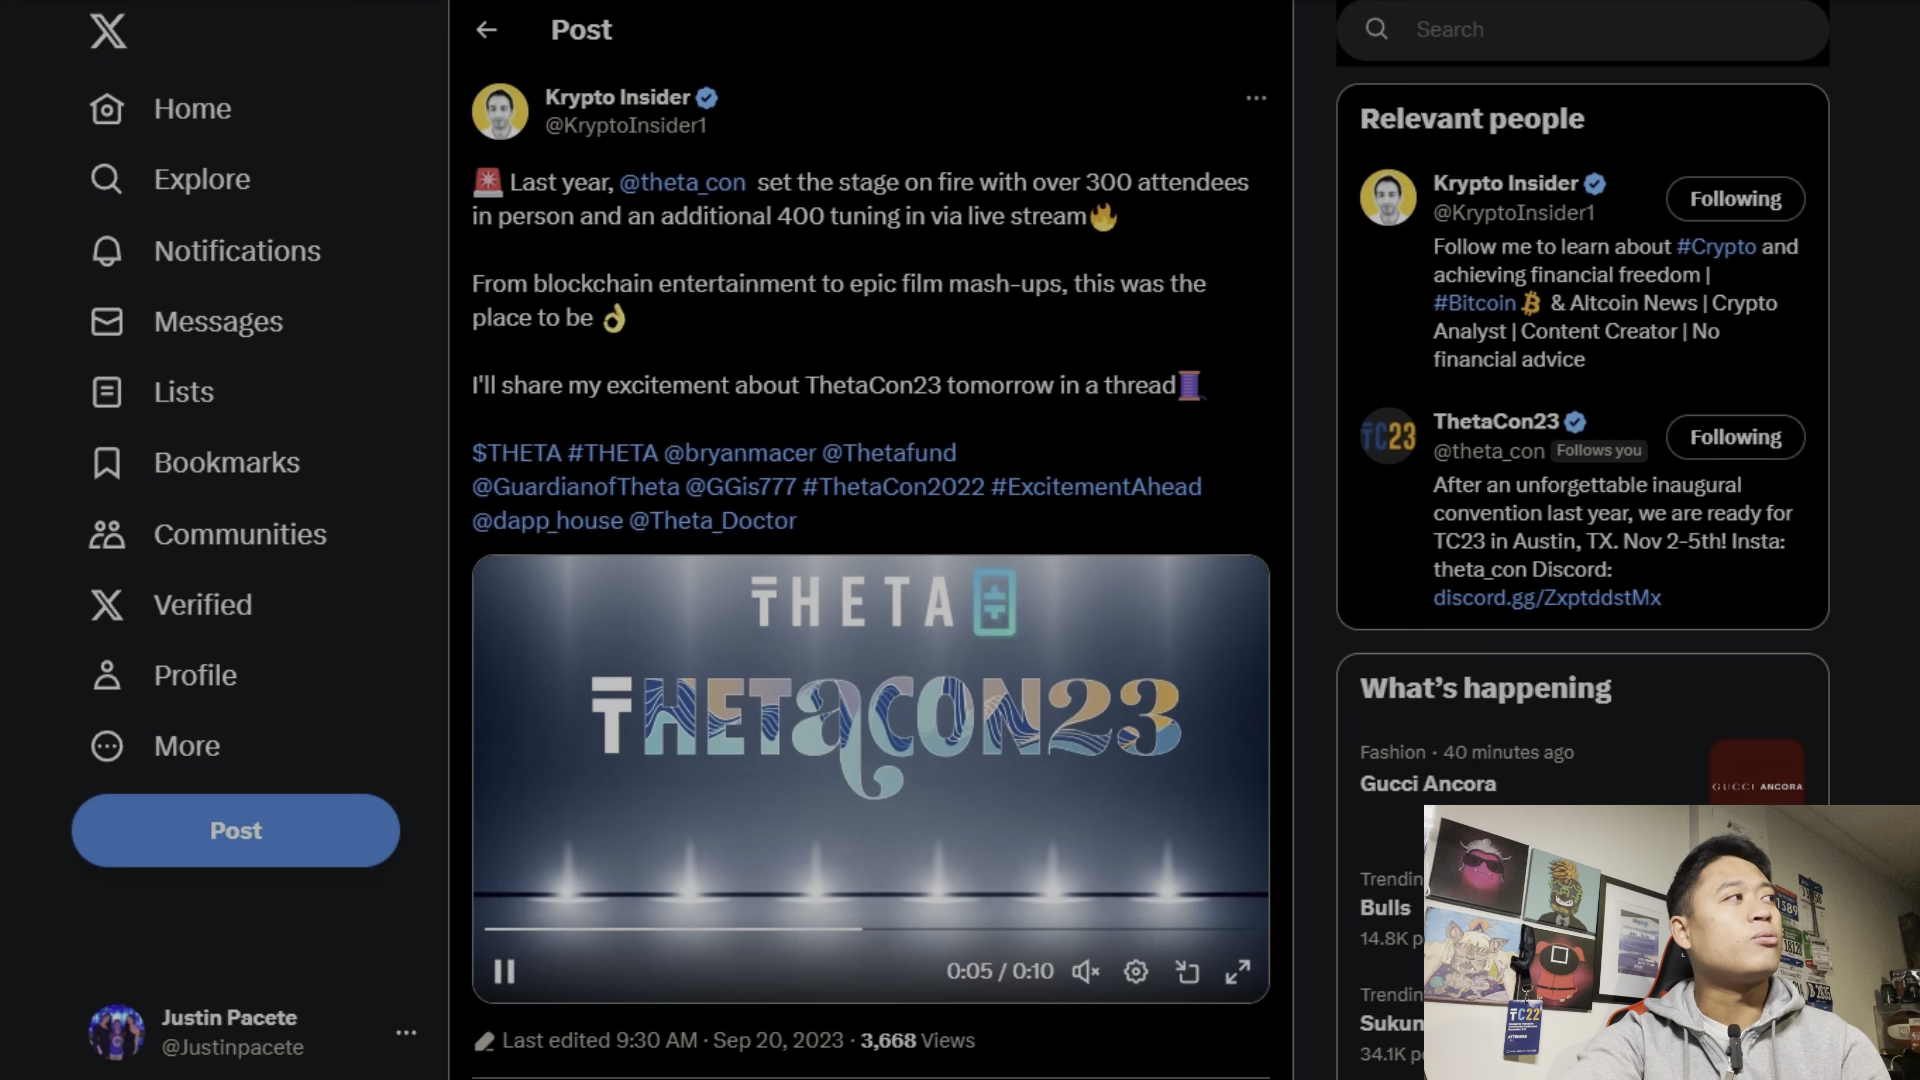 Home
Explore
Notifications
Messages
Lists
Bookmarks
Communities
Verified
Profile
More
Post
Justin Pacete
@Justinpacete
Post
Krypto Insider
@KryptoInsider1
Last year, @theta_con set the stage on fire with over 300 attendees
in person and an additional 400 tuning in via live stream
From blockchain entertainment to epic film mash-ups, this was the
place to be
I'll share my excitement about ThetaCon23 tomorrow in a thread
$THETA #THETA @bryanmacer @Thetafund
@GuardianofTheta @GGis777 #ThetaCon2022 #ExcitementAhead
@dapp_house @Theta_Doctor
THETA
THETACON23
0:05 / 0:10
Last edited 9:30 AM · Sep 20, 2023 · 3,668 Views
Search
Relevant people
Krypto Insider
@KryptoInsider1
Following
Follow me to learn about #Crypto and
achieving financial freedom |
#Bitcoin & Altcoin News | Crypto
Analyst | Content Creator | No
financial advice
TC23
ThetaCon23
@theta_con Follows you
Following
After an unforgettable inaugural
convention last year, we are ready for
TC23 in Austin, TX. Nov 2-5th! Insta:
theta_con Discord:
discord.gg/ZxptddstMx
What's happening
Fashion · 40 minutes ago
Gucci Ancora
GUCCI ANCORA
Trendin
Bulls
14.8K p
Trendin
Sukun
34.1K p
TC22
1589